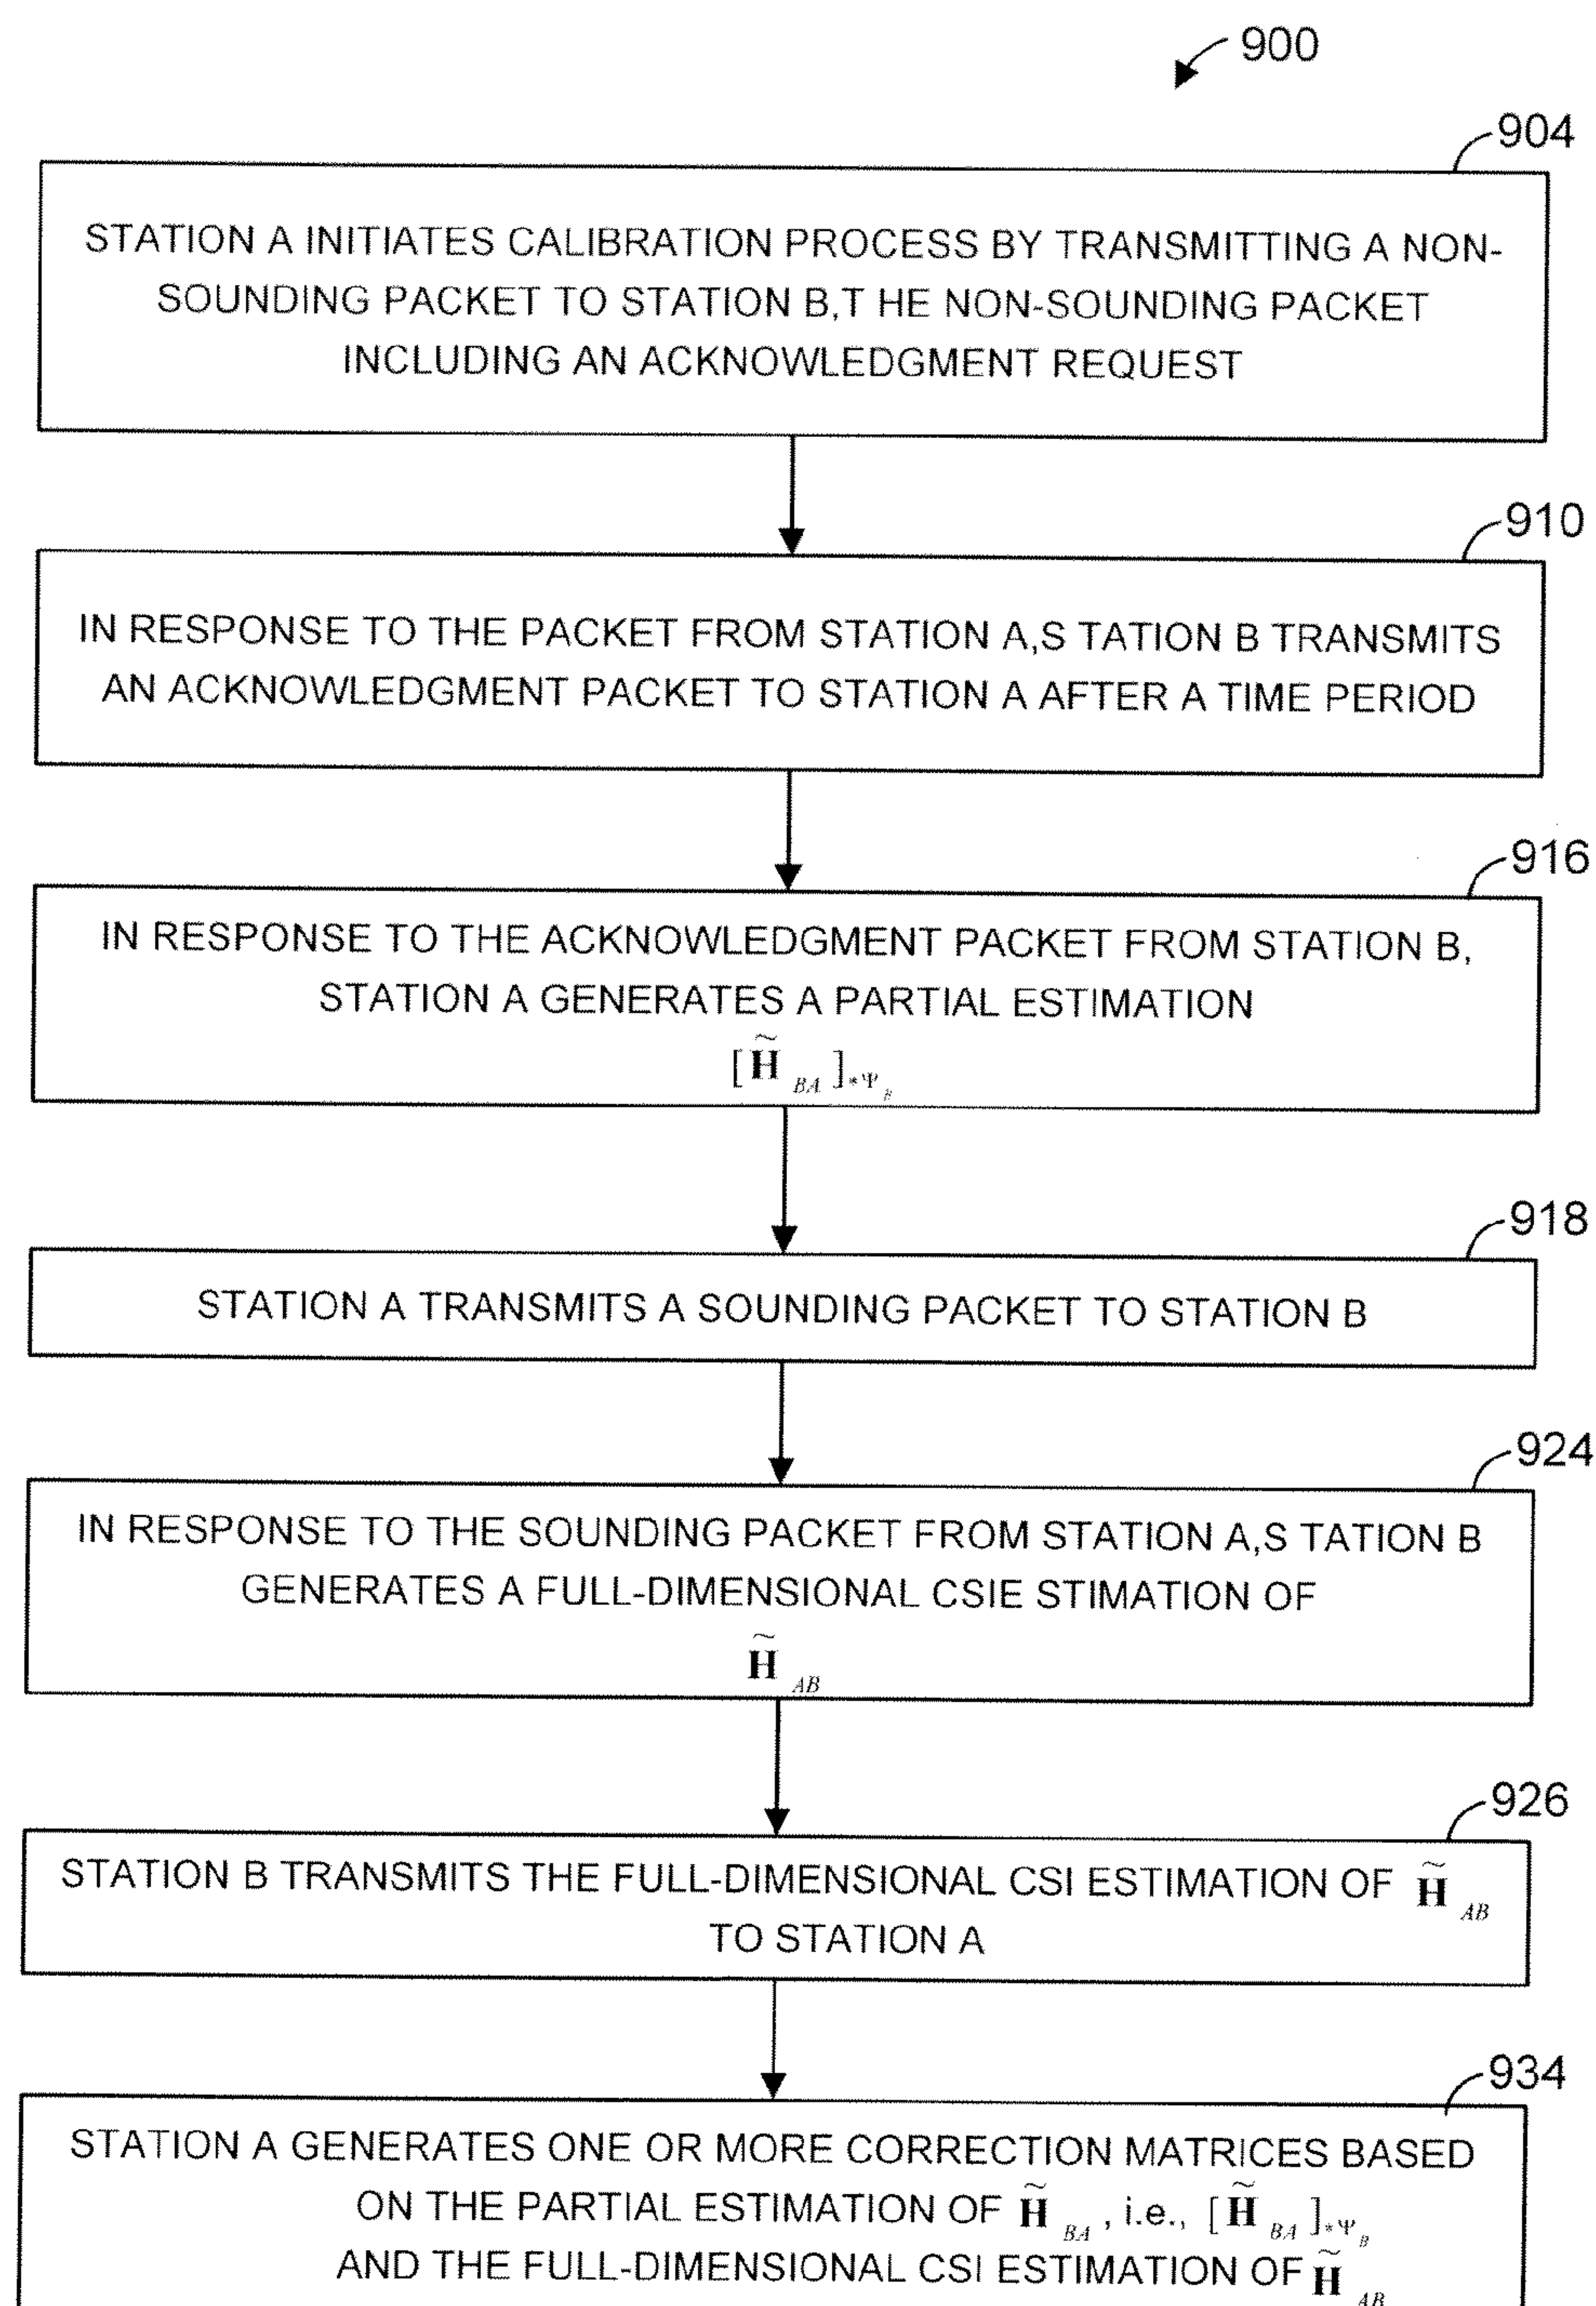 900
904
STATION A INITIATES CALIBRATION PROCESS BY TRANSMITTING A NON-
SOUNDING PACKET TO STATION B,T HE NON-SOUNDING PACKET
INCLUDING AN ACKNOWLEDGMENT REQUEST
910
IN RESPONSE TO THE PACKET FROM STATION A,S TATION B TRANSMITS
AN ACKNOWLEDGMENT PACKET TO STATION A AFTER A TIME PERIOD
916
IN RESPONSE TO THE ACKNOWLEDGMENT PACKET FROM STATION B,
STATION A GENERATES A PARTIAL ESTIMATION
[H̃ BA ]*Ψ B
918
STATION A TRANSMITS A SOUNDING PACKET TO STATION B
924
IN RESPONSE TO THE SOUNDING PACKET FROM STATION A,S TATION B
GENERATES A FULL-DIMENSIONAL CSIE STIMATION OF
H̃ AB
926
STATION B TRANSMITS THE FULL-DIMENSIONAL CSI ESTIMATION OF H̃ AB
TO STATION A
934
STATION A GENERATES ONE OR MORE CORRECTION MATRICES BASED
ON THE PARTIAL ESTIMATION OF H̃ BA , i.e., [H̃ BA ]*Ψ B
AND THE FULL-DIMENSIONAL CSI ESTIMATION OF H̃ AB